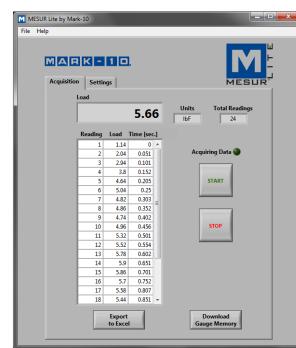 MESUR Lite by Mark-10
File Help
MARK-10
M
MESUR
LITE
Acquisition Settings
Load
5.66
Units
lbF
Total Readings
24
Reading Load Time [sec.]
1 1.14 0
2 2.04 0.051
3 2.94 0.101
4 3.8 0.152
5 4.64 0.205
6 5.04 0.25
7 4.82 0.303
8 4.86 0.352
9 4.74 0.402
10 4.96 0.456
11 5.32 0.501
12 5.52 0.554
13 5.78 0.602
14 5.9 0.651
15 5.86 0.701
16 5.7 0.752
17 5.58 0.807
18 5.44 0.851
Acquiring Data
START
STOP
Export
to Excel
Download
Gauge Memory